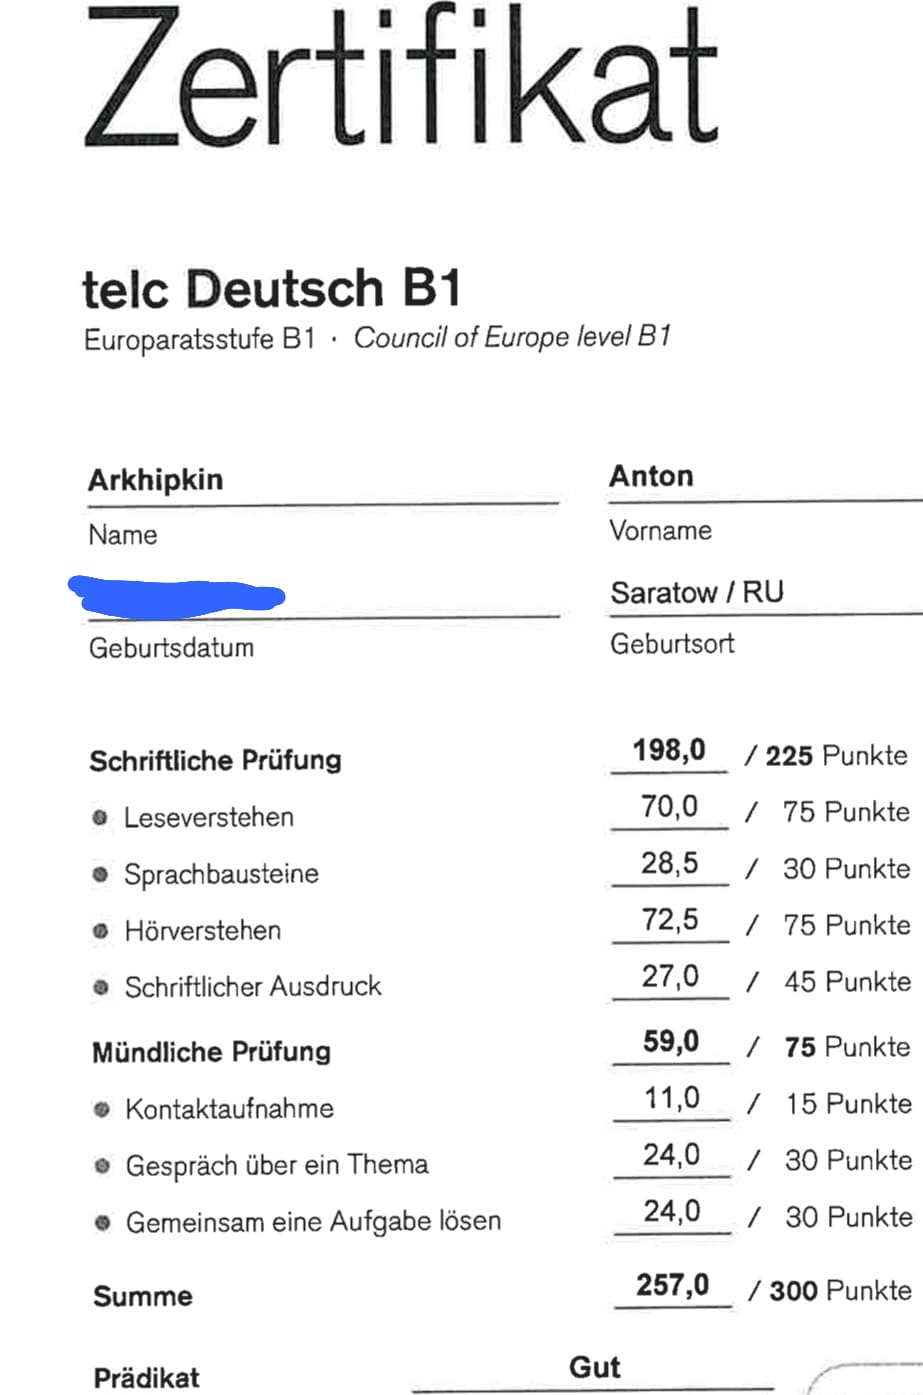 Zertifikat
telc Deutsch B1
Europaratsstufe B1 · Council of Europe level B1
Arkhipkin Anton
Name Vorname
Saratow / RU
Geburtsdatum Geburtsort
Schriftliche Prüfung 198,0 / 225 Punkte
Leseverstehen 70,0 / 75 Punkte
Sprachbausteine 28,5 / 30 Punkte
Hörverstehen 72,5 / 75 Punkte
Schriftlicher Ausdruck 27,0 / 45 Punkte
Mündliche Prüfung 59,0 / 75 Punkte
Kontaktaufnahme 11,0 / 15 Punkte
Gespräch über ein Thema 24,0 / 30 Punkte
Gemeinsam eine Aufgabe lösen 24,0 / 30 Punkte
Summe 257,0 / 300 Punkte
Prädikat Gut